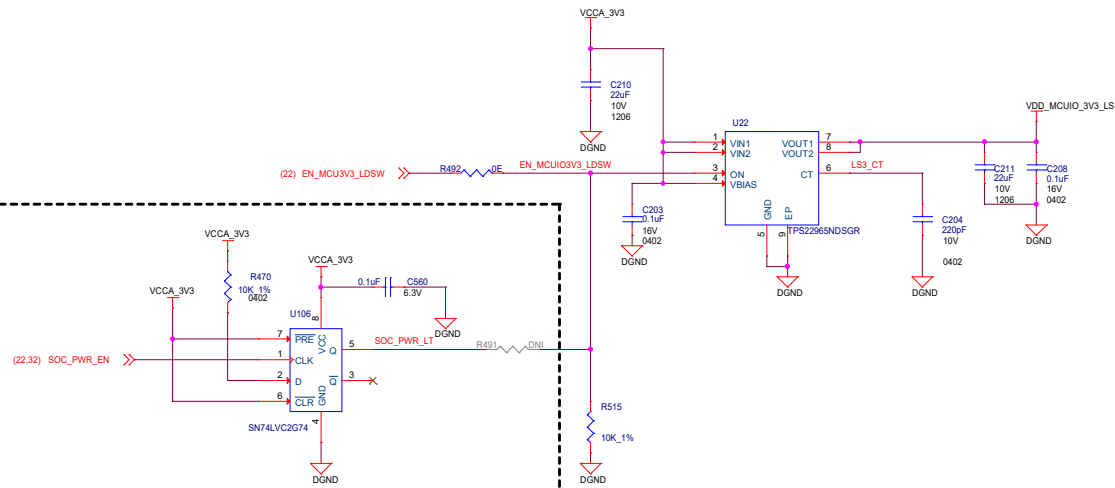 VCCA_3V3
C210
22uF
10V
1206
DGND
U22
1
VIN1
2
VIN2
3
ON
4
VBIAS
VOUT1
7
VOUT2
8
CT
6
GND
5
EP
9
TPS22965NDSGR
DGND
VDD_MCUIO_3V3_LS
C211
22uF
10V
1206
C208
0.1uF
16V
0402
DGND
LS3_CT
C204
220pF
10V
0402
DGND
(22) EN_MCU3V3_LDSW
R492
0E
EN_MCUIO3V3_LDSW
C203
0.1uF
16V
0402
DGND
VCCA_3V3
R470
10K_1%
0402
VCCA_3V3
VCCA_3V3
0.1uF
C560
6.3V
DGND
U106
8
VCC
7
PRE
1
CLK
2
D
6
CLR
GND
4
Q
5
Q
3
SN74LVC2G74
DGND
(22,32) SOC_PWR_EN
SOC_PWR_LT
R491
DNI
R515
10K_1%
DGND